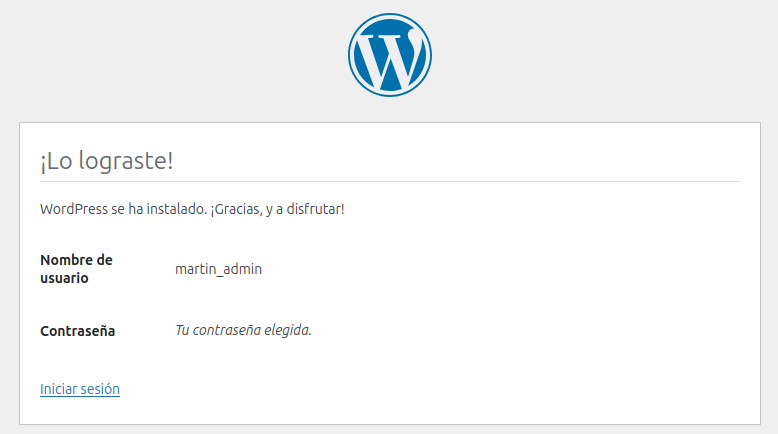 ¡Lo lograste!
WordPress se ha instalado. ¡Gracias, y a disfrutar!
Nombre de
usuario
martin_admin
Contraseña
Tu contraseña elegida.
Iniciar sesión